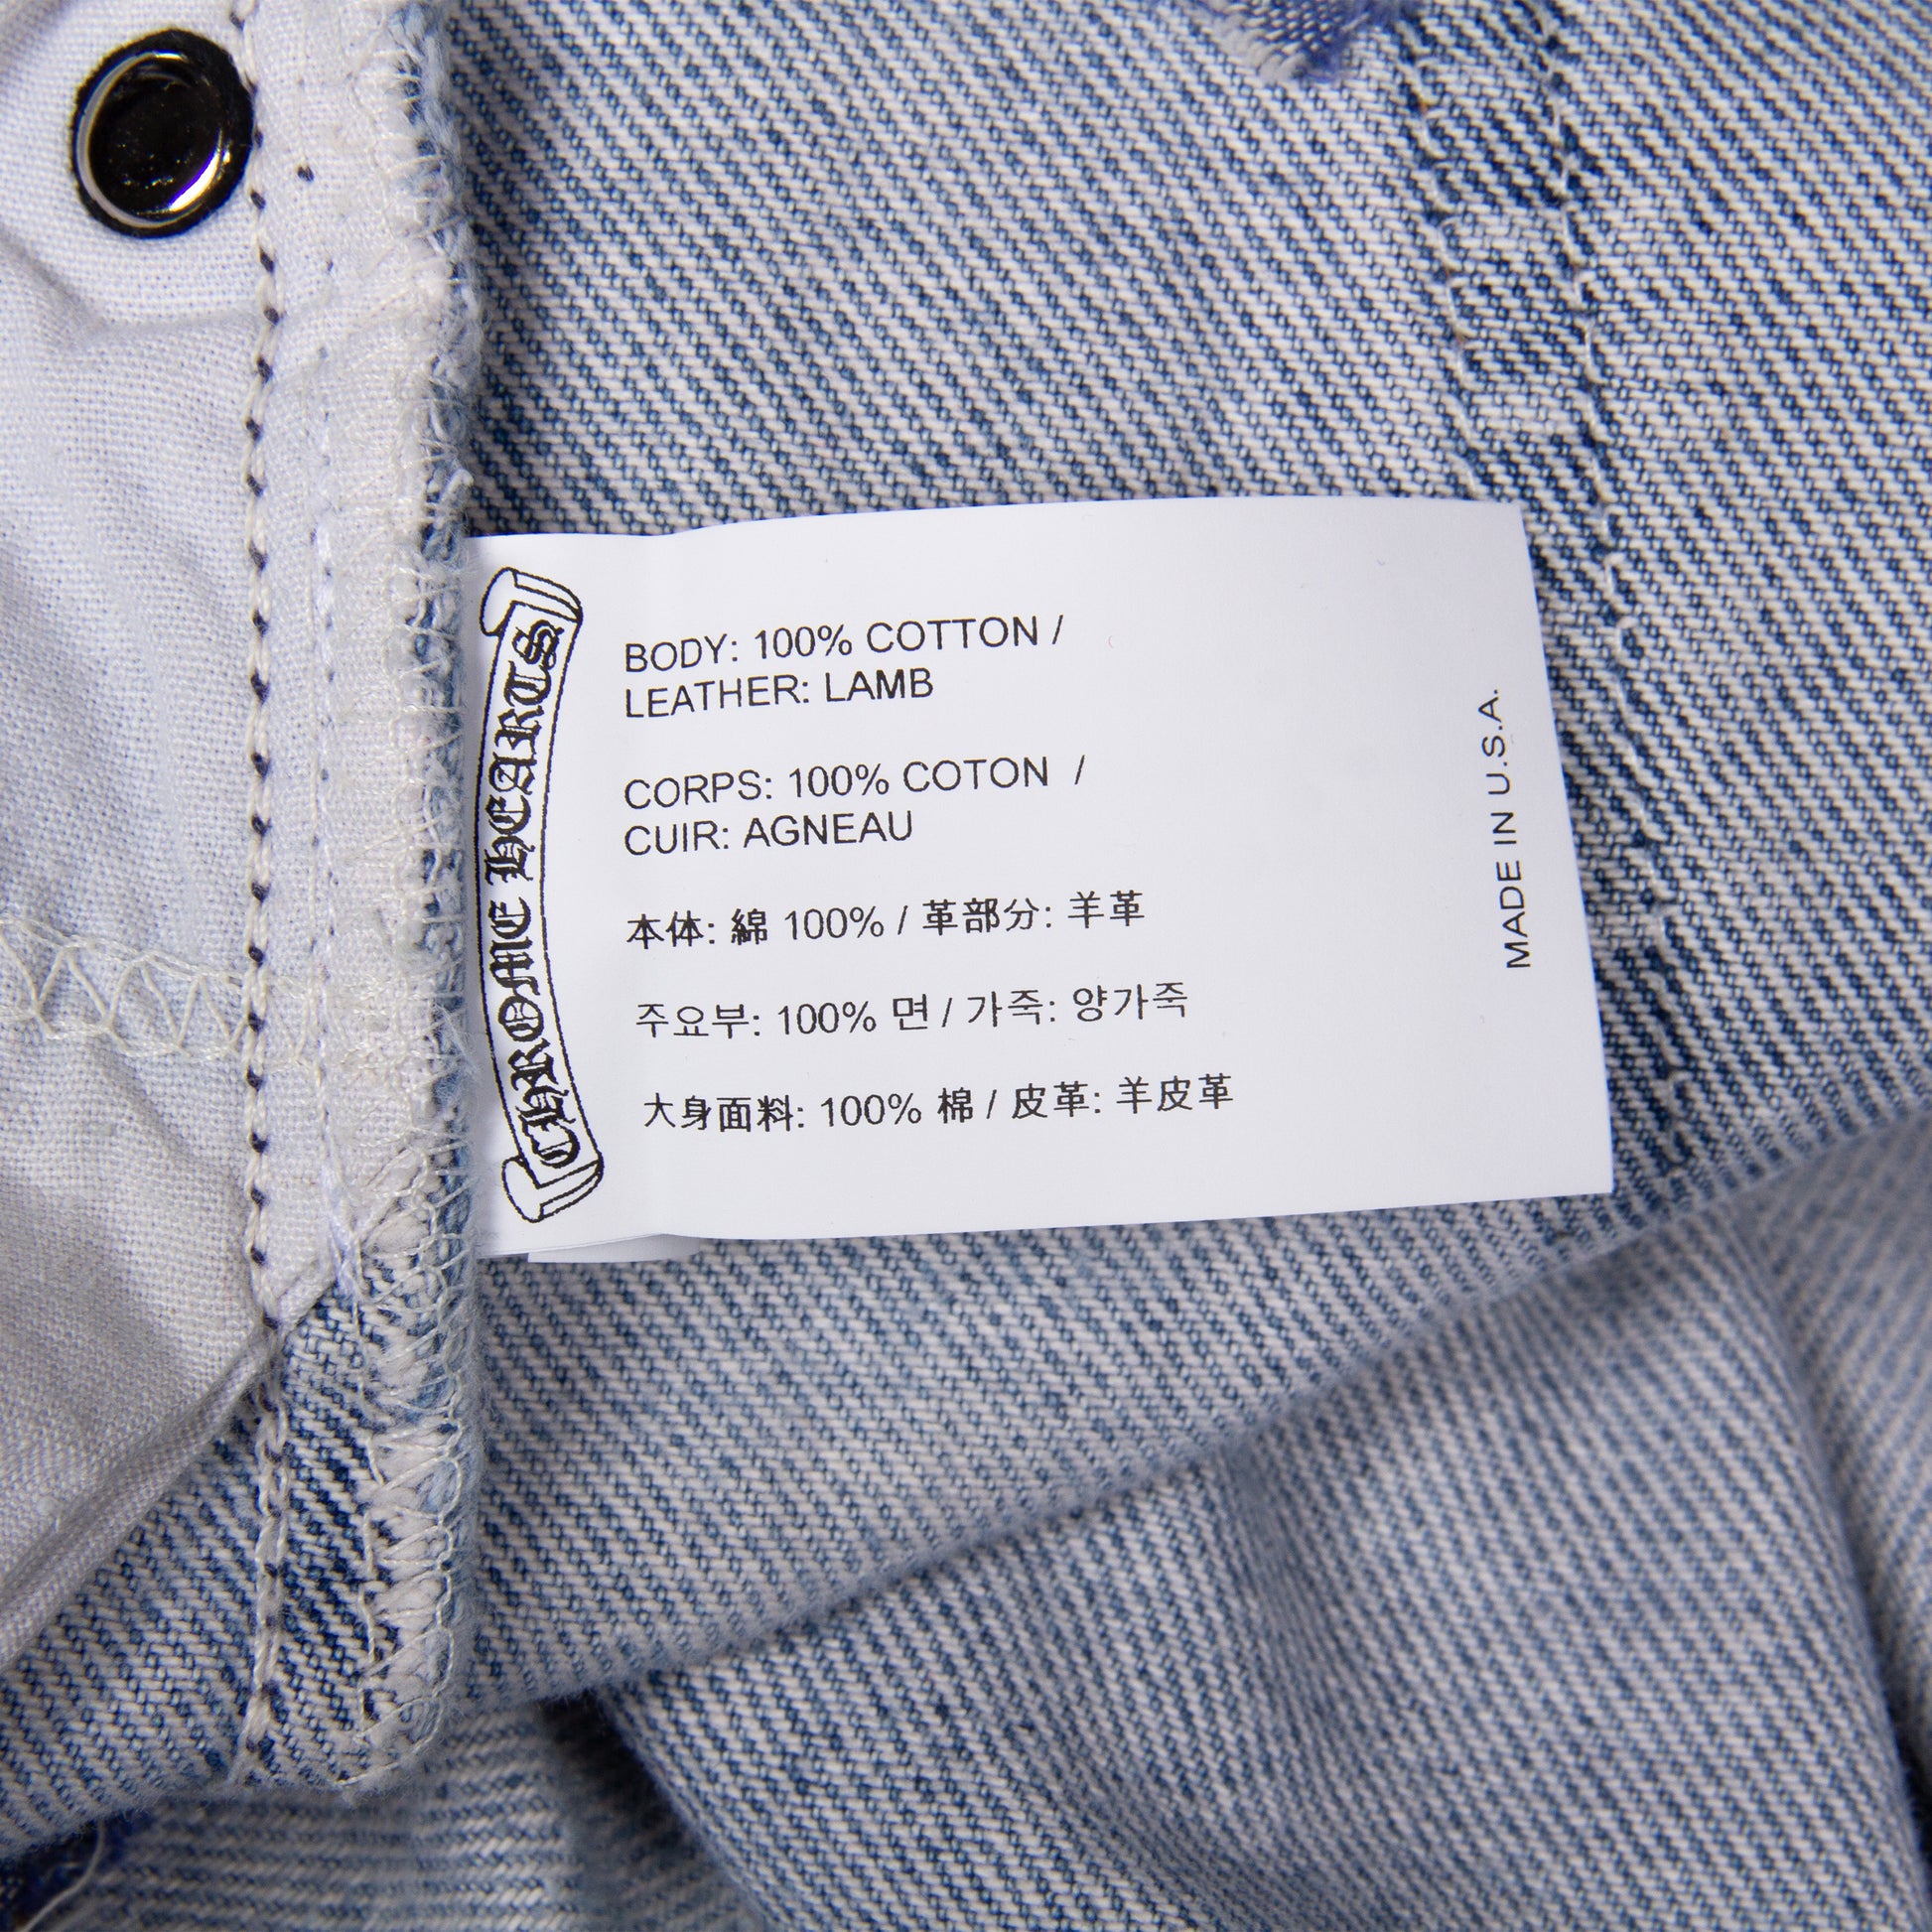 CHROME HEARTS
BODY: 100% COTTON /
LEATHER: LAMB
CORPS: 100% COTON /
CUIR: AGNEAU
本体: 綿 100% / 革部分: 羊革
주요부: 100% 면 / 가죽: 양가죽
大身面料: 100% 棉 / 皮革: 羊皮革
MADE IN U.S.A.